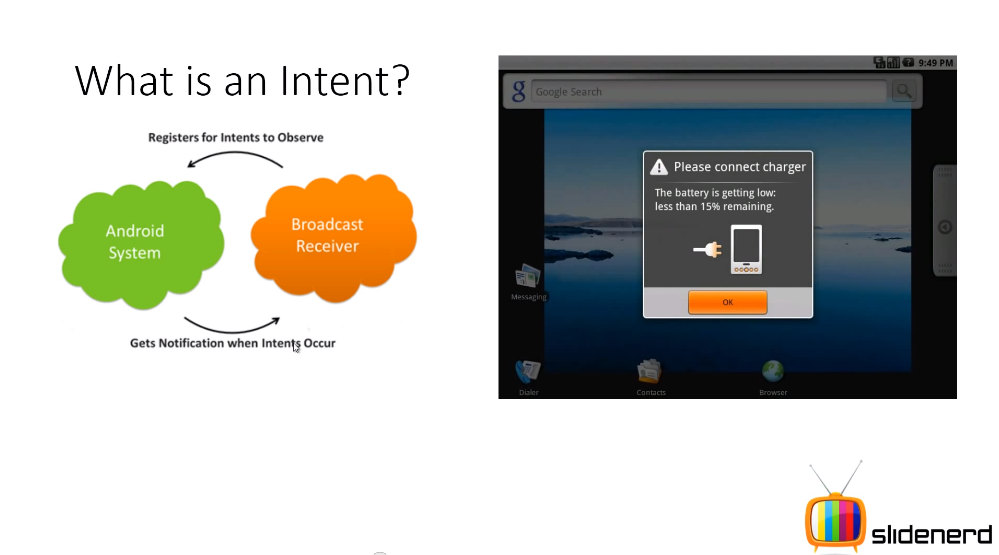 What is an Intent?
Registers for Intents to Observe
Android
System
Broadcast
Receiver
Gets Notification when Intents Occur
9:49 PM
g
Google Search
Please connect charger
The battery is getting low:
less than 15% remaining.
OK
Messaging
Dialer
Contacts
Browser
slidenerd